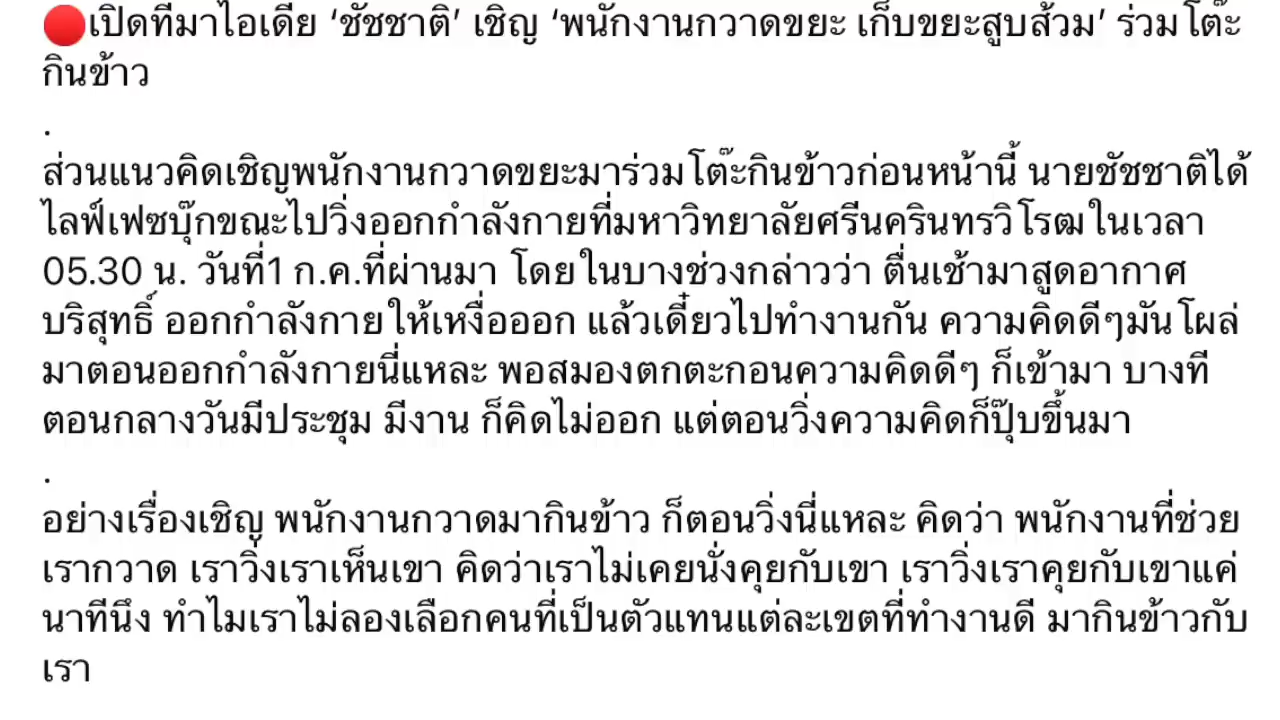 🔴เปิดที่มาไอเดีย ‘ชัชชาติ’ เชิญ ‘พนักงานกวาดขยะ เก็บขยะสูบส้วม’ ร่วมโต๊ะ
กินข้าว
.
ส่วนแนวคิดเชิญพนักงานกวาดขยะมาร่วมโต๊ะกินข้าวก่อนหน้านี้ นายชัชชาติได้
ไลฟ์เฟซบุ๊กขณะไปวิ่งออกกำลังกายที่มหาวิทยาลัยศรีนครินทรวิโรฒในเวลา
05.30 น. วันที่1 ก.ค.ที่ผ่านมา โดยในบางช่วงกล่าวว่า ตื่นเช้ามาสูดอากาศ
บริสุทธิ์ ออกกำลังกายให้เหงื่อออก แล้วเดี๋ยวไปทำงานกัน ความคิดดีๆมันโผล่
มาตอนออกกำลังกายนี่แหละ พอสมองตกตะกอนความคิดดีๆ ก็เข้ามา บางที
ตอนกลางวันมีประชุม มีงาน ก็คิดไม่ออก แต่ตอนวิ่งความคิดก็ปุ๊บขึ้นมา
.
อย่างเรื่องเชิญ พนักงานกวาดมากินข้าว ก็ตอนวิ่งนี่แหละ คิดว่า พนักงานที่ช่วย
เรากวาด เราวิ่งเราเห็นเขา คิดว่าเราไม่เคยนั่งคุยกับเขา เราวิ่งเราคุยกับเขาแค่
นาทีนึง ทำไมเราไม่ลองเลือกคนที่เป็นตัวแทนแต่ละเขตที่ทำงานดี มากินข้าวกับ
เรา